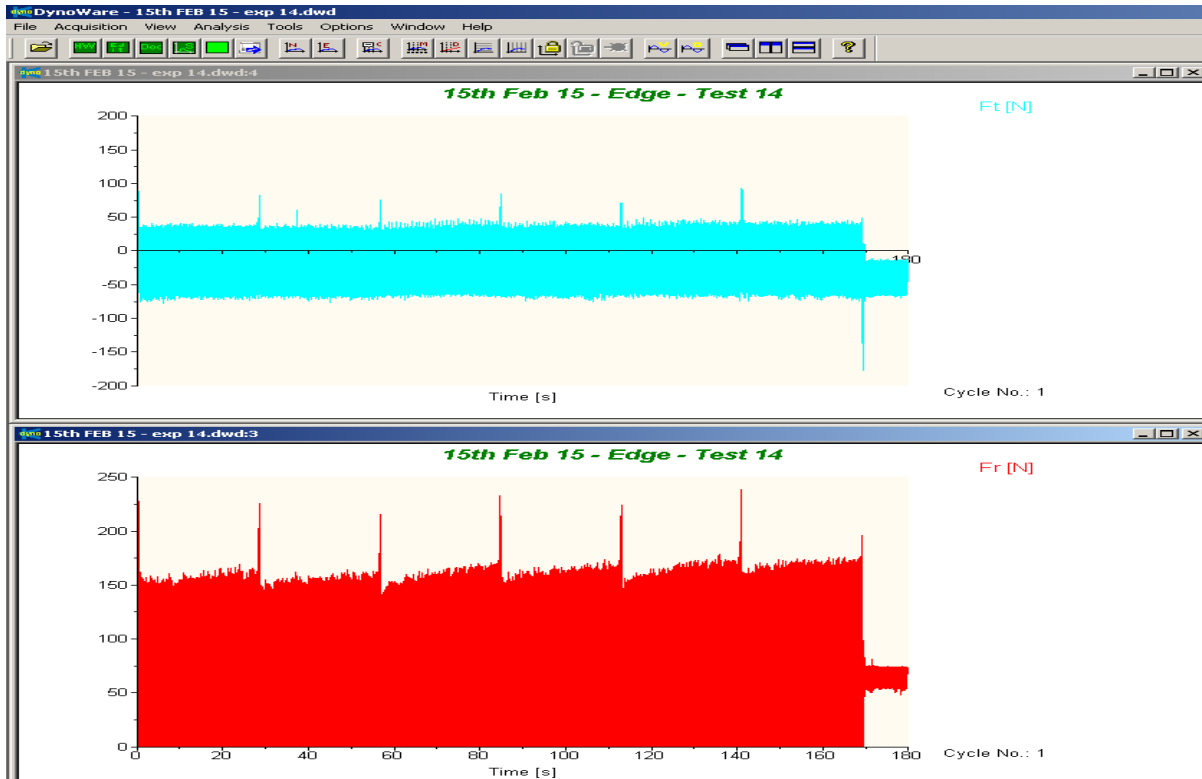 DynoWare - 15th FEB 15 - exp 14.dwd
File Acquisition View Analysis Tools Options Window Help
15th FEB 15 - exp 14.dwd:4
15th Feb 15 - Edge - Test 14
Ft [N]
200
150
100
50
0
180
-50
-100
-150
-200
Time [s]
Cycle No.: 1
15th FEB 15 - exp 14.dwd:3
15th Feb 15 - Edge - Test 14
Fr [N]
250
200
150
100
50
0
0 20 40 60 80 100 120 140 160 180
Time [s]
Cycle No.: 1